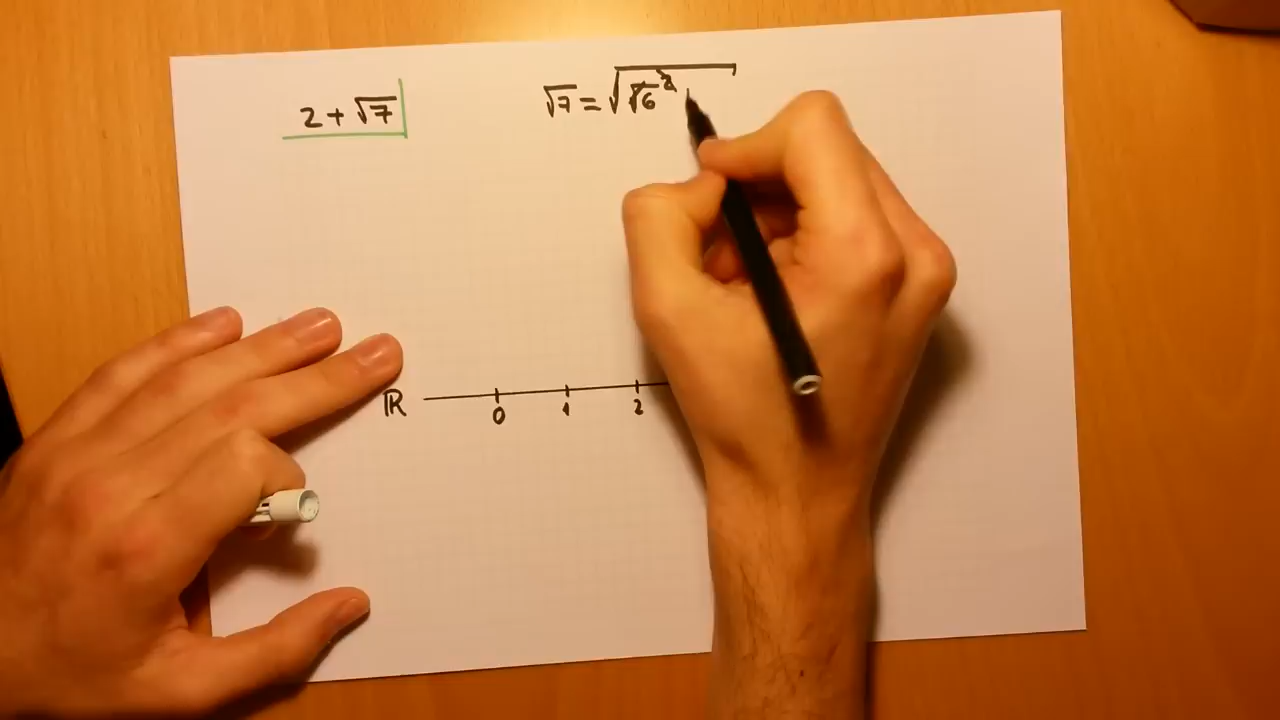 2 + √7
√7 = √(√6²
ℝ 0 1 2